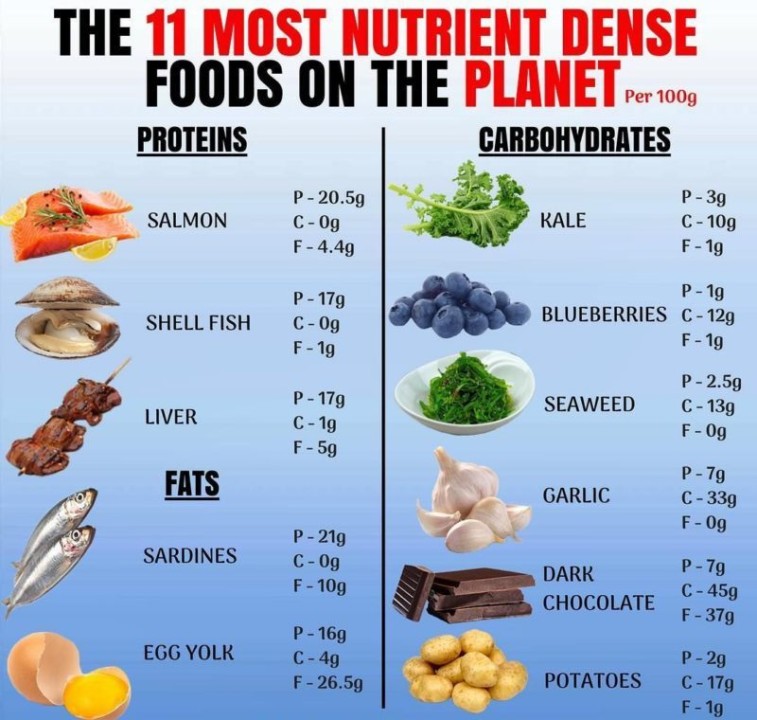 THE 11 MOST NUTRIENT DENSE
FOODS ON THE PLANET Per 100g
PROTEINS
SALMON
P - 20.5g
C - 0g
F - 4.4g
SHELL FISH
P - 17g
C - 0g
F - 1g
LIVER
P - 17g
C - 1g
F - 5g
FATS
SARDINES
P - 21g
C - 0g
F - 10g
EGG YOLK
P - 16g
C - 4g
F - 26.5g
CARBOHYDRATES
KALE
P - 3g
C - 10g
F - 1g
BLUEBERRIES
P - 1g
C - 12g
F - 1g
SEAWEED
P - 2.5g
C - 13g
F - 0g
GARLIC
P - 7g
C - 33g
F - 0g
DARK
CHOCOLATE
P - 7g
C - 45g
F - 37g
POTATOES
P - 2g
C - 17g
F - 1g